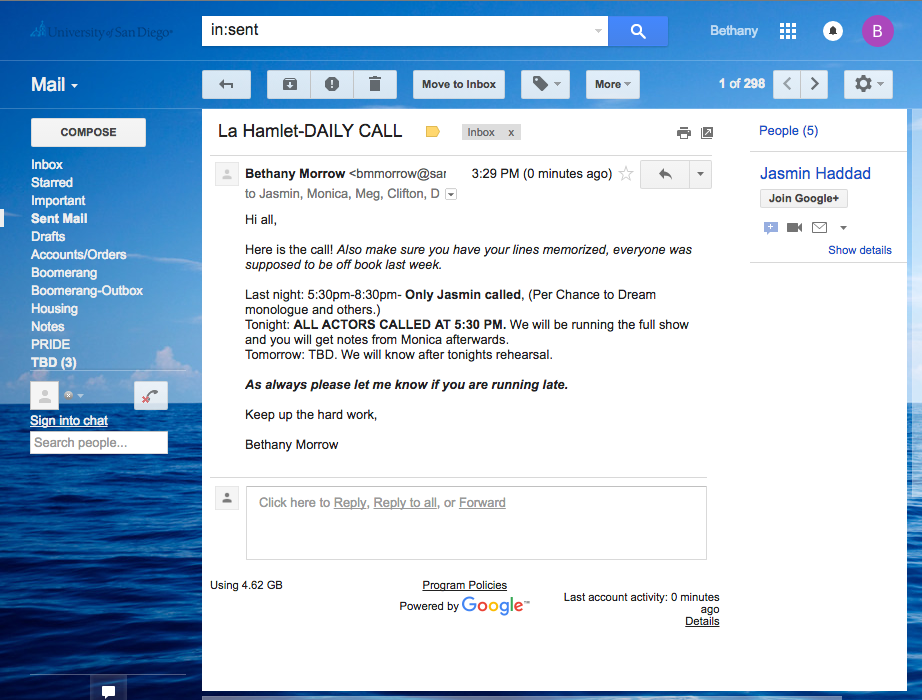 University of San Diego
in:sent
Bethany
B
Mail
Move to Inbox
More
1 of 298
COMPOSE
Inbox
Starred
Important
Sent Mail
Drafts
Accounts/Orders
Boomerang
Boomerang-Outbox
Housing
Notes
PRIDE
TBD (3)
Sign into chat
Search people...
La Hamlet-DAILY CALL
Inbox x
Bethany Morrow <bmmorrow@sar 3:29 PM (0 minutes ago)
to Jasmin, Monica, Meg, Clifton, D
Hi all,
Here is the call! Also make sure you have your lines memorized, everyone was
supposed to be off book last week.
Last night: 5:30pm-8:30pm- Only Jasmin called, (Per Chance to Dream
monologue and others.)
Tonight: ALL ACTORS CALLED AT 5:30 PM. We will be running the full show
and you will get notes from Monica afterwards.
Tomorrow: TBD. We will know after tonights rehearsal.
As always please let me know if you are running late.
Keep up the hard work,
Bethany Morrow
Click here to Reply, Reply to all, or Forward
Using 4.62 GB
Program Policies
Powered by Google™
Last account activity: 0 minutes
ago
Details
People (5)
Jasmin Haddad
Join Google+
Show details